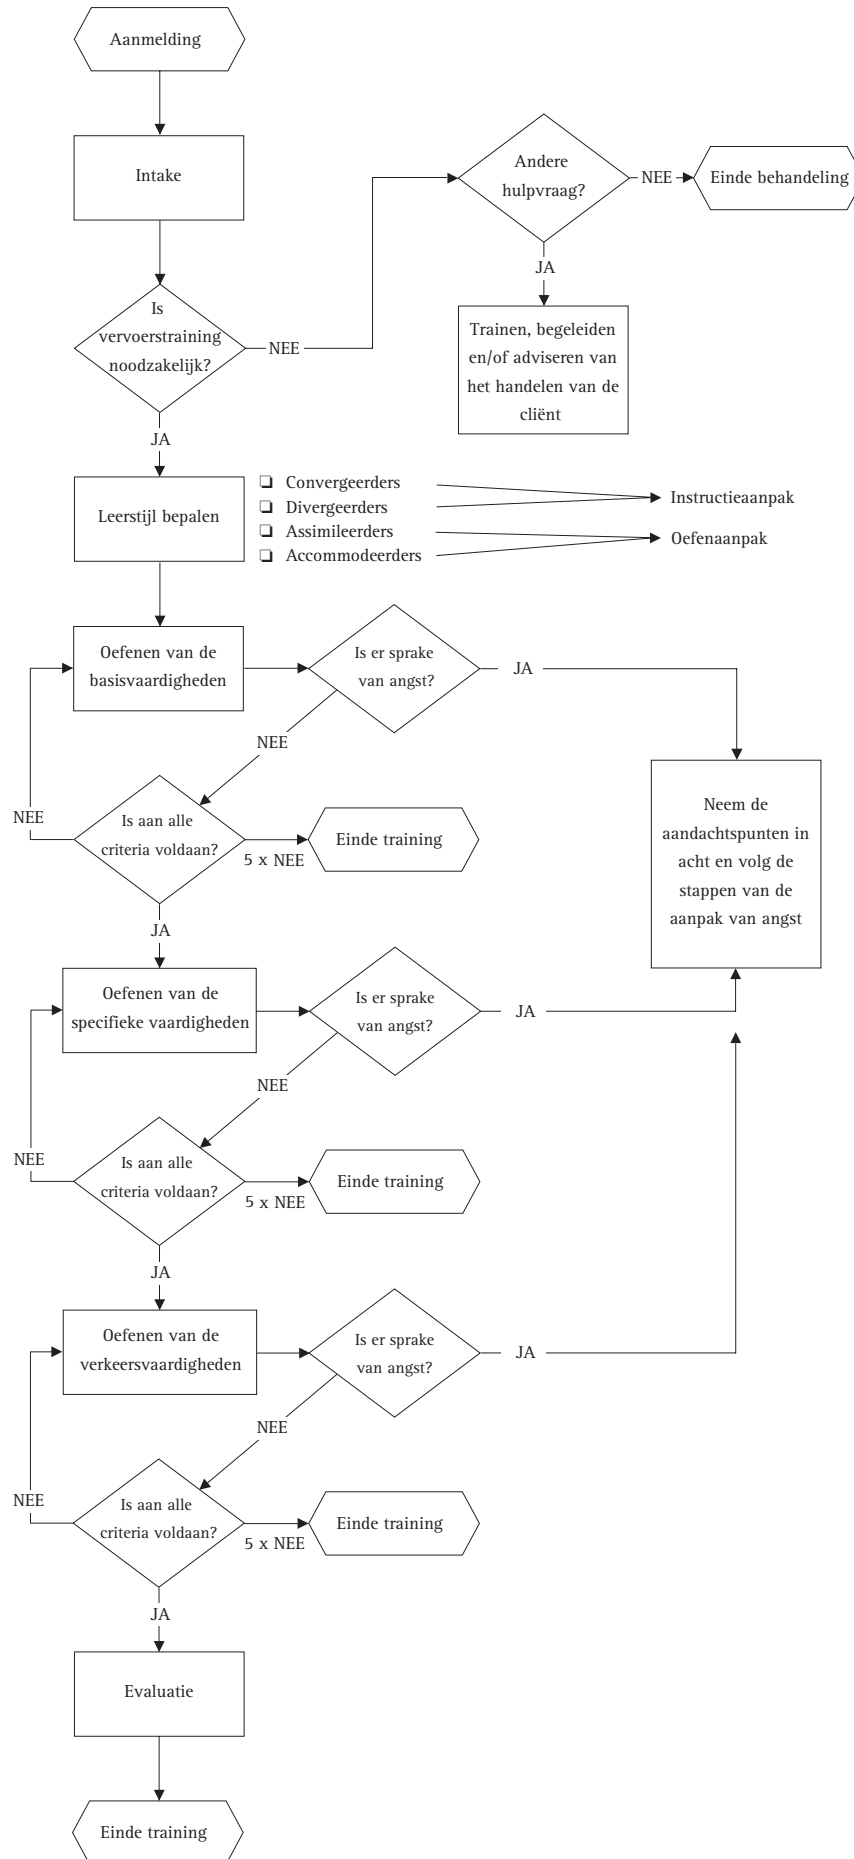 Aanmelding
Intake
Andere
hulpvraag?
NEE
Einde behandeling
JA
Trainen, begeleiden
en/of adviseren van
het handelen van de
cliënt
Is
vervoerstraining
noodzakelijk?
NEE
JA
Leerstijl bepalen
❏ Convergeerders
❏ Divergeerders
❏ Assimileerders
❏ Accommodeerders
Instructieaanpak
Oefenaanpak
Oefenen van de
basisvaardigheden
Is er sprake
van angst?
JA
NEE
NEE
Is aan alle
criteria voldaan?
5 x NEE
Einde training
Neem de
aandachtspunten in
acht en volg de
stappen van de
aanpak van angst
JA
Oefenen van de
specifieke vaardigheden
Is er sprake
van angst?
JA
NEE
NEE
Is aan alle
criteria voldaan?
5 x NEE
Einde training
JA
Oefenen van de
verkeersvaardigheden
Is er sprake
van angst?
JA
NEE
NEE
Is aan alle
criteria voldaan?
5 x NEE
Einde training
JA
Evaluatie
Einde training